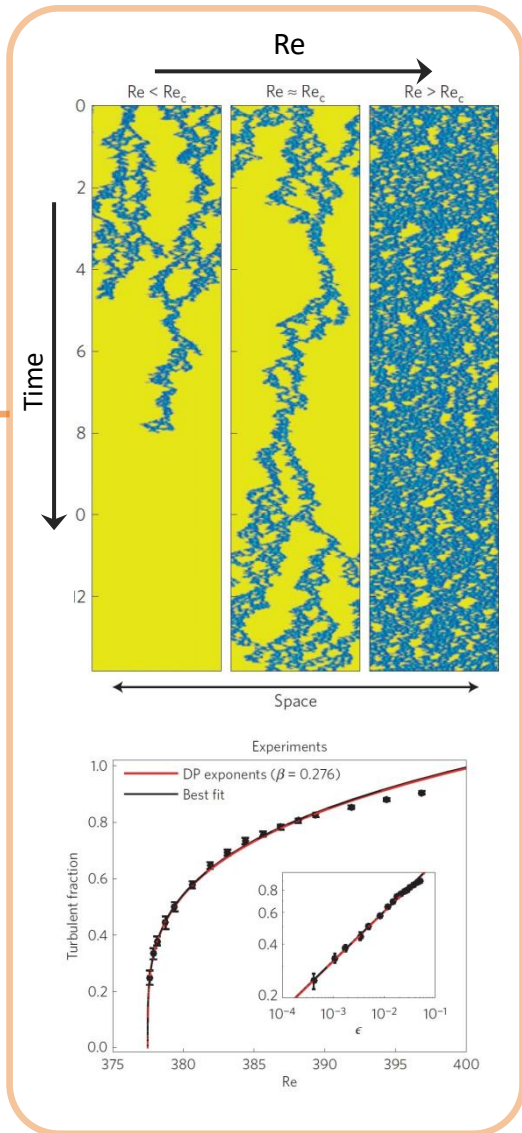 Re
Re < Re_c Re ≈ Re_c Re > Re_c
0
2
4
6
8
0
12
Time
Space
Experiments
DP exponents (β = 0.276)
Best fit
Turbulent fraction
1.0
0.8
0.6
0.4
0.2
0.0
0.8
0.6
0.4
0.2
10⁻⁴ 10⁻³ 10⁻² 10⁻¹
ϵ
375 380 385 390 395 400
Re